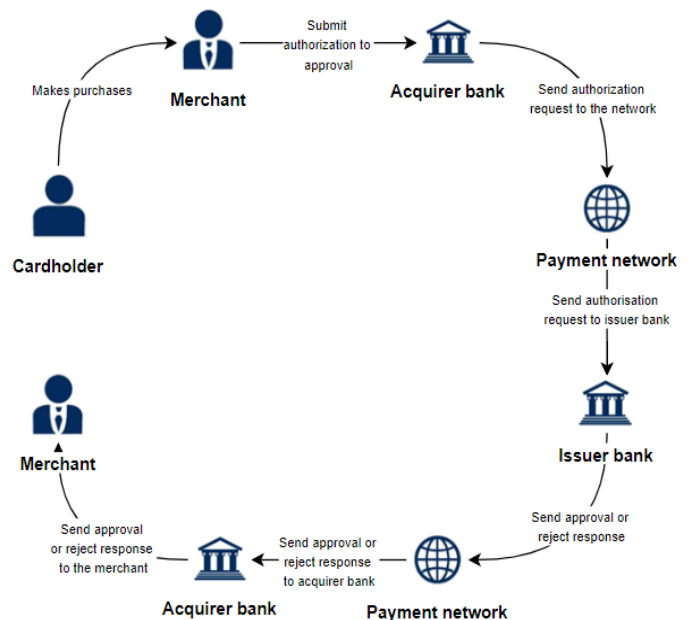 Submit
authorization to
approval
Makes purchases
Merchant
Acquirer bank
Send authorization
request to the network
Cardholder
Payment network
Send authorisation
request to issuer bank
Issuer bank
Send approval or
reject response
Payment network
Send approval or
reject response
to acquirer bank
Acquirer bank
Send approval
or reject response
to the merchant
Merchant